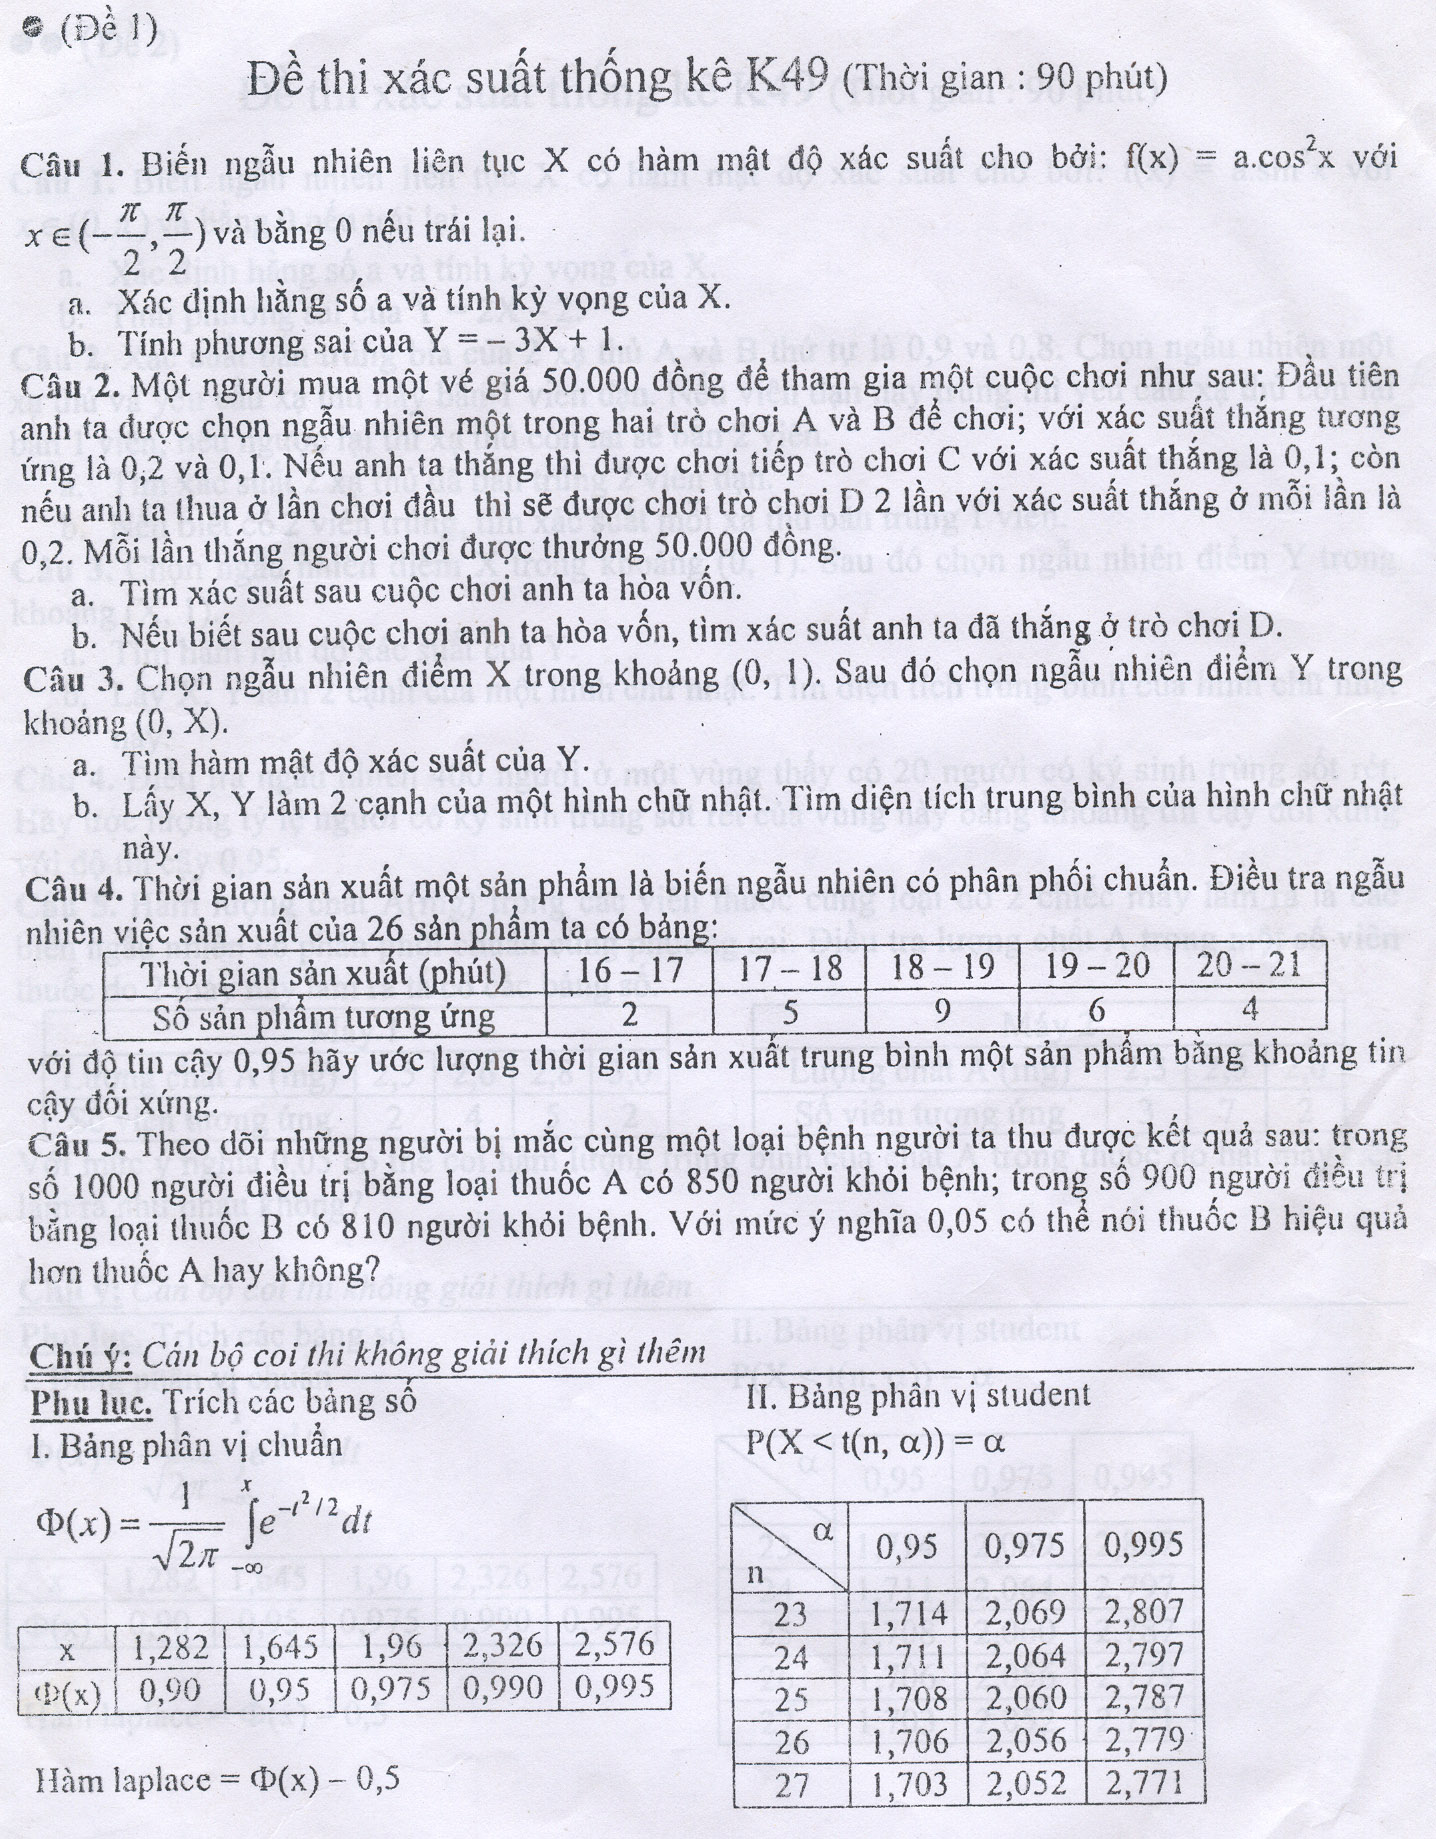 (Đề 1)
Đề thi xác suất thống kê K49 (Thời gian : 90 phút)
Câu 1. Biến ngẫu nhiên liên tục X có hàm mật độ xác suất cho bởi: f(x) = a.cos²x với
x ∈ (−π/2, π/2) và bằng 0 nếu trái lại.
a. Xác định hằng số a và tính kỳ vọng của X.
b. Tính phương sai của Y = – 3X + 1.
Câu 2. Một người mua một vé giá 50.000 đồng để tham gia một cuộc chơi như sau: Đầu tiên
anh ta được chọn ngẫu nhiên một trong hai trò chơi A và B để chơi; với xác suất thắng tương
ứng là 0,2 và 0,1. Nếu anh ta thắng thì được chơi tiếp trò chơi C với xác suất thắng là 0,1; còn
nếu anh ta thua ở lần chơi đầu thì sẽ được chơi trò chơi D 2 lần với xác suất thắng ở mỗi lần là
0,2. Mỗi lần thắng người chơi được thưởng 50.000 đồng.
a. Tìm xác suất sau cuộc chơi anh ta hòa vốn.
b. Nếu biết sau cuộc chơi anh ta hòa vốn, tìm xác suất anh ta đã thắng ở trò chơi D.
Câu 3. Chọn ngẫu nhiên điểm X trong khoảng (0, 1). Sau đó chọn ngẫu nhiên điểm Y trong
khoảng (0, X).
a. Tìm hàm mật độ xác suất của Y.
b. Lấy X, Y làm 2 cạnh của một hình chữ nhật. Tìm diện tích trung bình của hình chữ nhật
này.
Câu 4. Thời gian sản xuất một sản phẩm là biến ngẫu nhiên có phân phối chuẩn. Điều tra ngẫu
nhiên việc sản xuất của 26 sản phẩm ta có bảng:
Thời gian sản xuất (phút) 16 – 17 17 – 18 18 – 19 19 – 20 20 – 21
Số sản phẩm tương ứng 2 5 9 6 4
với độ tin cậy 0,95 hãy ước lượng thời gian sản xuất trung bình một sản phẩm bằng khoảng tin
cậy đối xứng.
Câu 5. Theo dõi những người bị mắc cùng một loại bệnh người ta thu được kết quả sau: trong
số 1000 người điều trị bằng loại thuốc A có 850 người khỏi bệnh; trong số 900 người điều trị
bằng loại thuốc B có 810 người khỏi bệnh. Với mức ý nghĩa 0,05 có thể nói thuốc B hiệu quả
hơn thuốc A hay không?
Chú ý: Cán bộ coi thi không giải thích gì thêm
Phụ lục. Trích các bảng số
I. Bảng phân vị chuẩn
Φ(x) = 1/√2π ∫_{−∞}^{x} e^{−t²/2} dt
x 1,282 1,645 1,96 2,326 2,576
Φ(x) 0,90 0,95 0,975 0,990 0,995
Hàm laplace = Φ(x) – 0,5
II. Bảng phân vị student
P(X < t(n, α)) = α
α
n 0,95 0,975 0,995
23 1,714 2,069 2,807
24 1,711 2,064 2,797
25 1,708 2,060 2,787
26 1,706 2,056 2,779
27 1,703 2,052 2,771